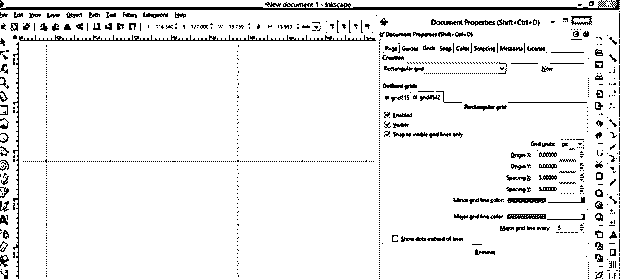 *New document 1 - Inkscape
File Edit View Layer Object Path Text Filters Extensions Help
Document Properties (Shift+Ctrl+D)
Document Properties (Shift+Ctrl+D)
Page Guides Grids Snap Color Scripting Metadata License
Creation
Rectangular grid New
Defined grids
Rectangular grid
Enabled
Visible
Snap to visible grid lines only
Grid units: px
Origin X: 0.00000
Origin Y: 0.00000
Spacing X: 5.00000
Spacing Y: 5.00000
Minor grid line color:
Major grid line color:
Major grid line every:
Show dots instead of lines
Remove